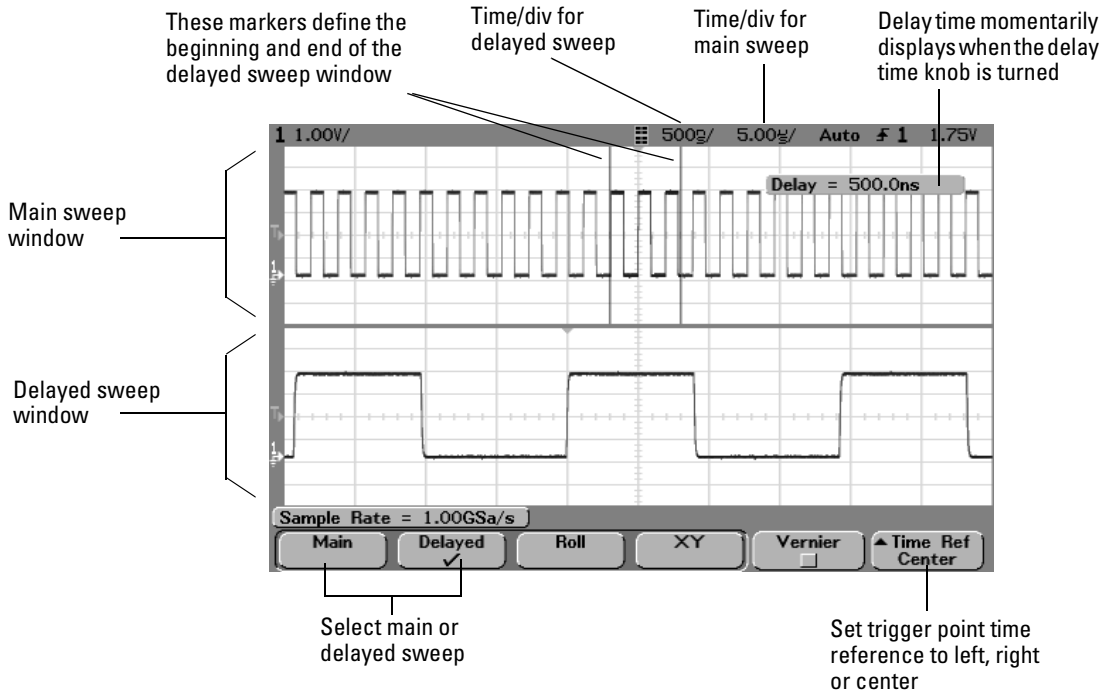 These markers define the
beginning and end of the
delayed sweep window
Time/div for
delayed sweep
Time/div for
main sweep
Delay time momentarily
displays when the delay
time knob is turned
1 1.00V/ 500n/ 5.00u/ Auto 1 1.75V
Delay = 500.0ns
Main sweep
window
T
1
Delayed sweep
window
T
1
Sample Rate = 1.00GSa/s
Main Delayed Roll XY Vernier Time Ref
Center
Select main or
delayed sweep
Set trigger point time
reference to left, right
or center